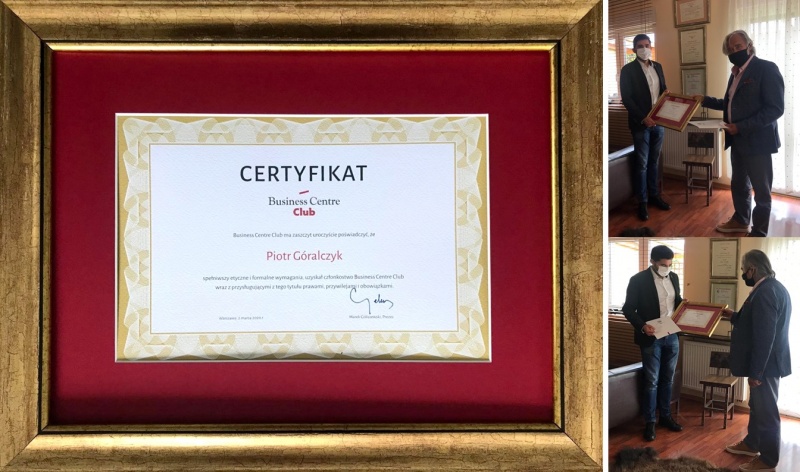 CERTYFIKAT
Business Centre
Club
Business Centre Club ma zaszczyt uroczyście poświadczyć, że
Piotr Góralczyk
spełniwszy etyczne i formalne wymagania, uzyskał członkostwo Business Centre Club
wraz z przysługującymi z tego tytułu prawami, przywilejami i obowiązkami.